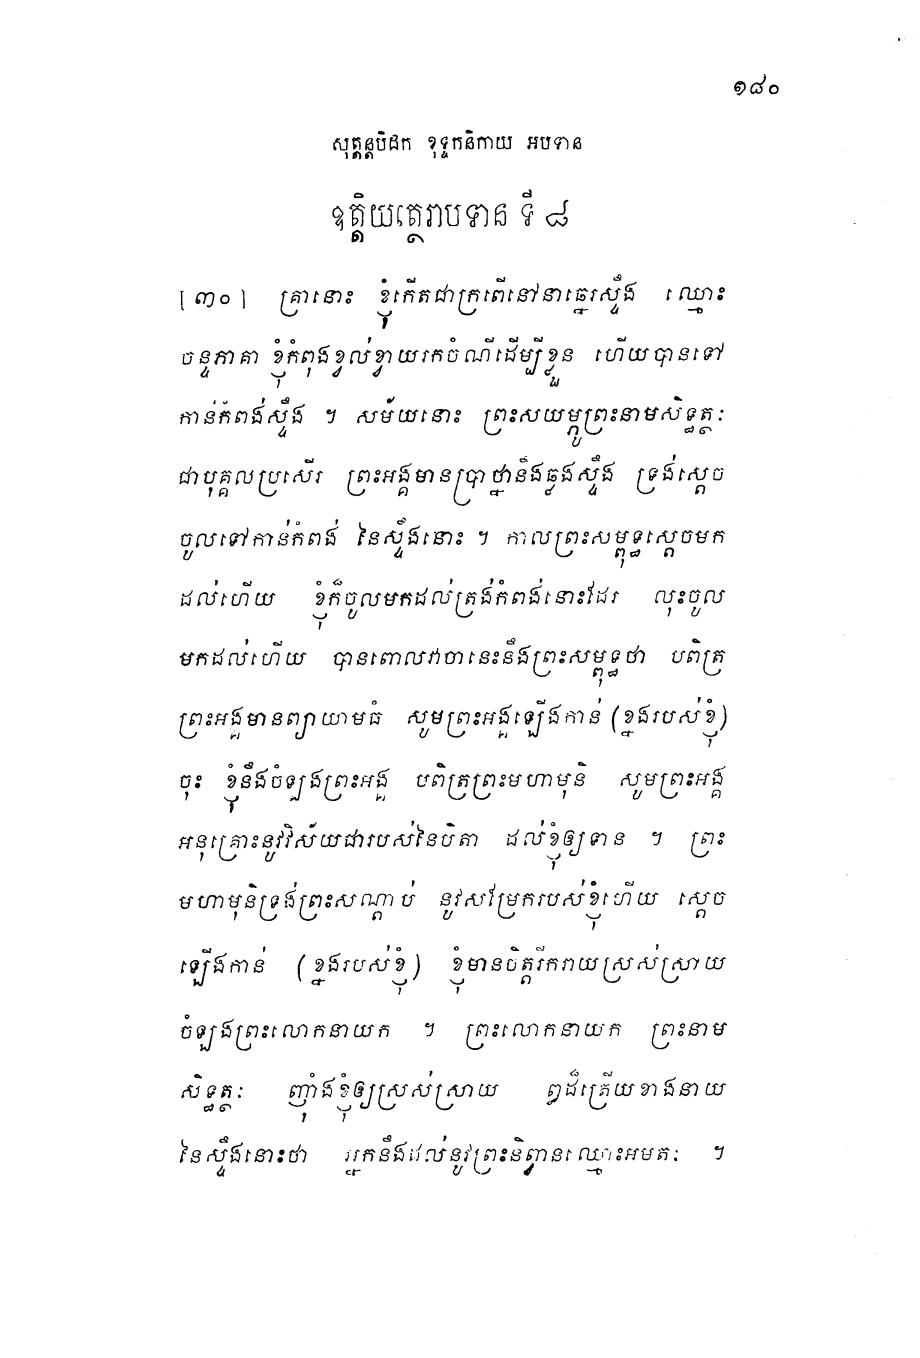 ១៨០
សុត្តន្តបិដក ខុទ្ទកនិកាយ អបទាន
ឧត្តិយត្ថេរាបទាន ទី ៨
[៣០] គ្រានោះ ខ្ញុំកើតជាក្រពើនៅនាឆ្នេរស្ទឹង ឈ្មោះ
ចន្ទភាគា ខ្ញុំកំពុងខ្វល់ខ្វាយរកចំណីដើម្បីខ្លួន ហើយបានទៅ
កាន់កំពង់ស្ទឹង ។ សម័យនោះ ព្រះសយម្ភូព្រះនាមសិទ្ធត្ថៈ
ជាបុគ្គលប្រសើរ ព្រះអង្គមានប្រាថ្នានឹងឆ្លងស្ទឹង ទ្រង់ស្តេច
ចូលទៅកាន់កំពង់ នៃស្ទឹងនោះ ។ កាលព្រះសម្ពុទ្ធស្តេចមក
ដល់ហើយ ខ្ញុំក៏ចូលមកដល់ត្រង់កំពង់នោះដែរ លុះចូល
មកដល់ហើយ បានពោលវាចានេះនឹងព្រះសម្ពុទ្ធថា បពិត្រ
ព្រះអង្គមានព្យាយាមធំ សូមព្រះអង្គឡើងកាន់ (ខ្នងរបស់ខ្ញុំ)
ចុះ ខ្ញុំនឹងចំឡងព្រះអង្គ បពិត្រព្រះមហាមុនិ សូមព្រះអង្គ
អនុគ្រោះនូវវិស័យជារបស់នៃបិតា ដល់ខ្ញុំឲ្យទាន ។ ព្រះ
មហាមុនិទ្រង់ព្រះសណ្តាប់ នូវសម្រែករបស់ខ្ញុំហើយ ស្តេច
ឡើងកាន់ (ខ្នងរបស់ខ្ញុំ) ខ្ញុំមានចិត្តរីករាយស្រស់ស្រាយ
ចំឡងព្រះលោកនាយក ។ ព្រះលោកនាយក ព្រះនាម
សិទ្ធត្ថៈ ញ៉ាំងខ្ញុំឲ្យស្រស់ស្រាយ ឰដ៏ត្រើយខាងនាយ
នៃស្ទឹងនោះថា អ្នកនឹងដល់នូវព្រះនិព្វានឈ្មោះអមតៈ ។